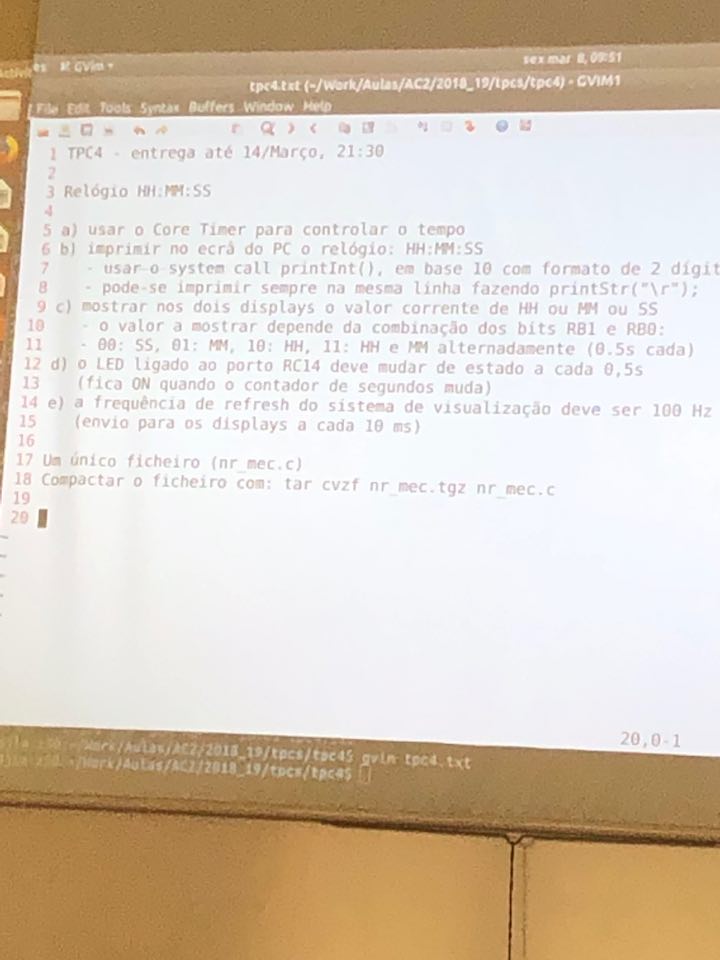 GVim
sex mar 8, 09:51
tpc4.txt (~/Work/Aulas/AC2/2018_19/tpcs/tpc4) - GVIM1
File Edit Tools Syntax Buffers Window Help
1 TPC4 - entrega até 14/Março, 21:30
2
3 Relógio HH:MM:SS
4
5 a) usar o Core Timer para controlar o tempo
6 b) imprimir no ecrã do PC o relógio: HH:MM:SS
7 - usar o system call printInt(), em base 10 com formato de 2 digit
8 - pode-se imprimir sempre na mesma linha fazendo printStr("\r");
9 c) mostrar nos dois displays o valor corrente de HH ou MM ou SS
10 - o valor a mostrar depende da combinação dos bits RB1 e RB0:
11 - 00: SS, 01: MM, 10: HH, 11: HH e MM alternadamente (0.5s cada)
12 d) o LED ligado ao porto RC14 deve mudar de estado a cada 0,5s
13 (fica ON quando o contador de segundos muda)
14 e) a frequência de refresh do sistema de visualização deve ser 100 Hz
15 (envio para os displays a cada 10 ms)
16
17 Um único ficheiro (nr_mec.c)
18 Compactar o ficheiro com: tar cvzf nr_mec.tgz nr_mec.c
19
20
20,0-1
~/Work/Aulas/AC2/2018_19/tpcs/tpc4$ gvim tpc4.txt
~/Work/Aulas/AC2/2018_19/tpcs/tpc4$